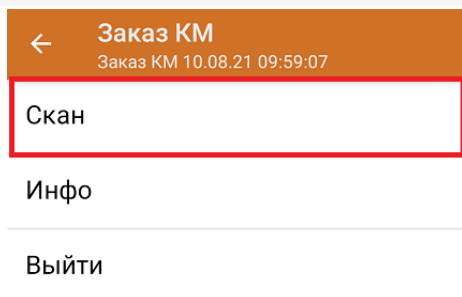 Заказ КМ
Заказ КМ 10.08.21 09:59:07
Скан
Инфо
Выйти